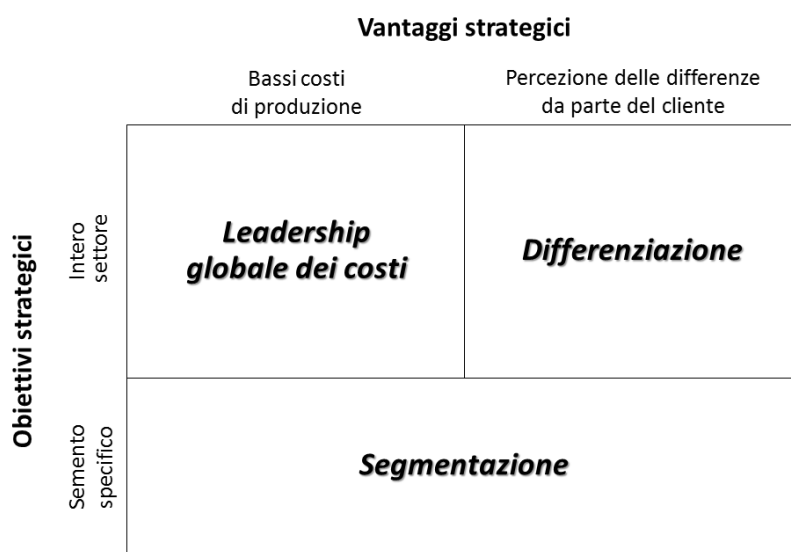 Vantaggi strategici
Bassi costi
di produzione
Percezione delle differenze
da parte del cliente
Obiettivi strategici
Intero
settore
Leadership
globale dei costi
Differenziazione
Semento
specifico
Segmentazione